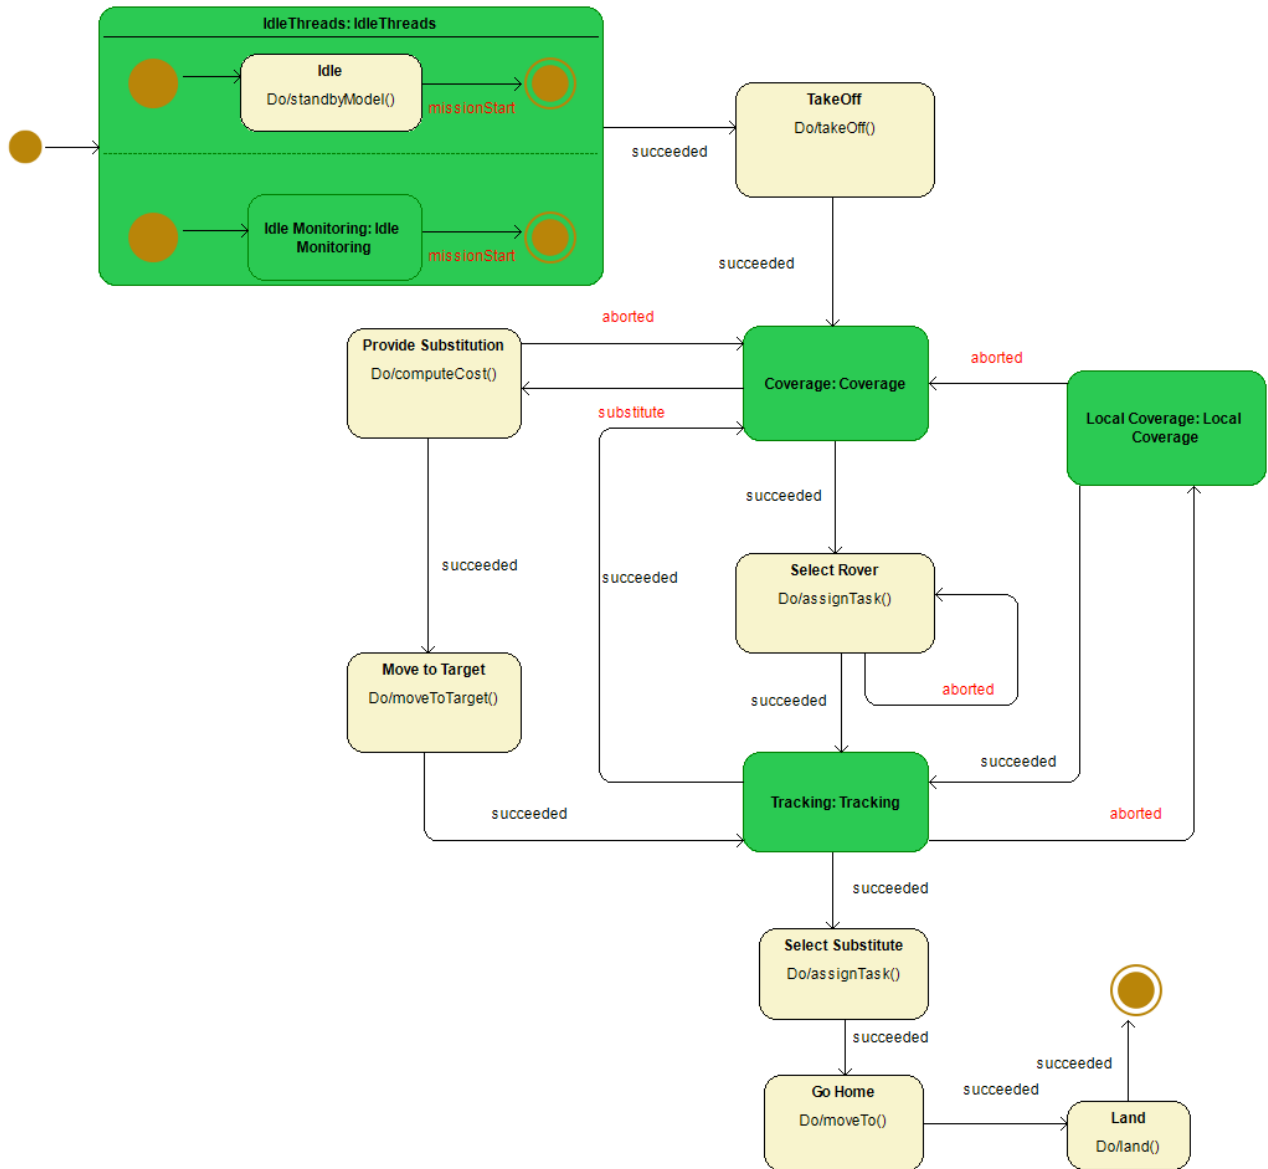 IdleThreads: IdleThreads
Idle
Do/standbyModel()
missionStart
TakeOff
Do/takeOff()
succeeded
Idle Monitoring: Idle
Monitoring
missionStart
succeeded
aborted
Provide Substitution
Do/computeCost()
aborted
Coverage: Coverage
substitute
Local Coverage: Local
Coverage
succeeded
succeeded
succeeded
Select Rover
Do/assignTask()
aborted
succeeded
Move to Target
Do/moveToTarget()
succeeded
Tracking: Tracking
succeeded
aborted
succeeded
Select Substitute
Do/assignTask()
succeeded
Go Home
Do/moveTo()
succeeded
succeeded
Land
Do/land()